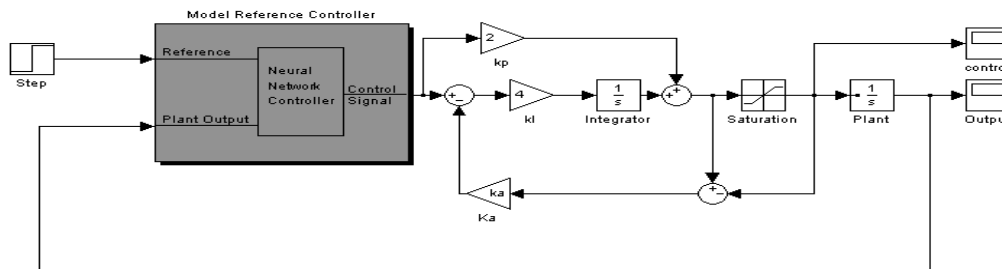 Model Reference Controller
Reference
Neural
Network
Controller
Control
Signal
Plant Output
Step
2
kp
+
-
4
kI
1
s
Integrator
+
+
Saturation
1
s
Plant
control
Output
ka
Ka
+
-